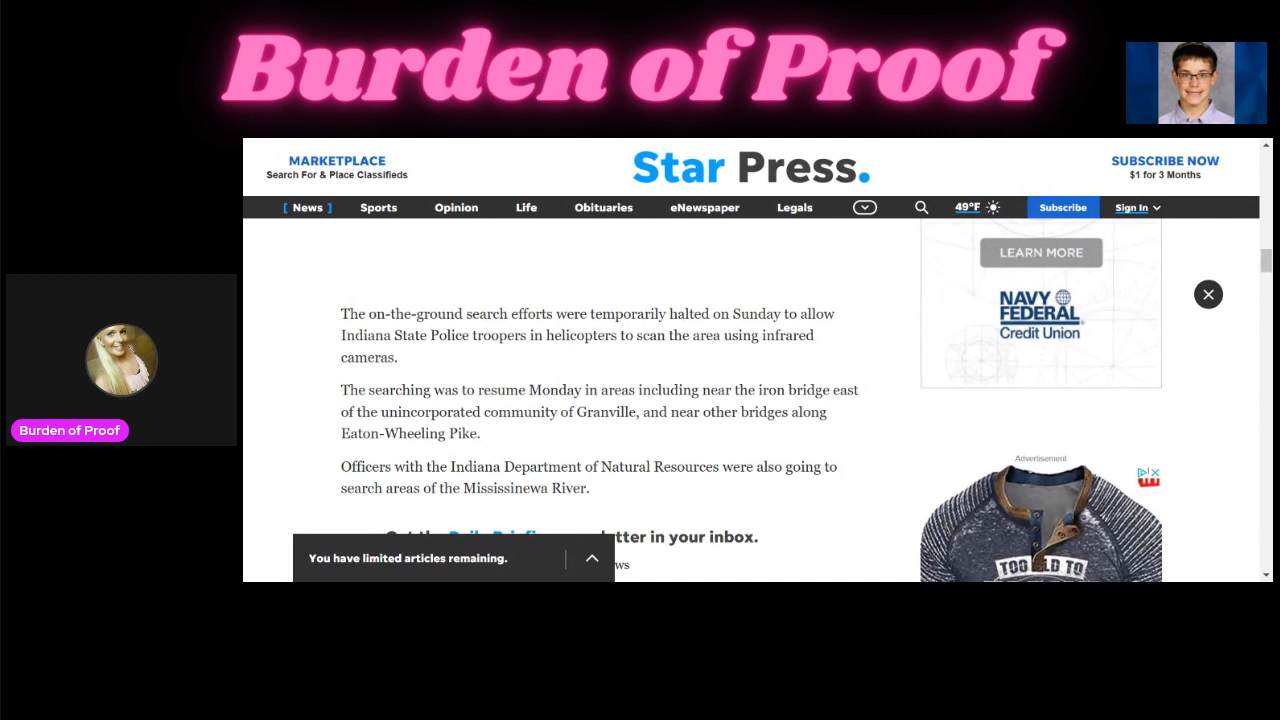 Burden of Proof
MARKETPLACE
Search For & Place Classifieds
Star Press.
SUBSCRIBE NOW
$1 for 3 Months
[ News ] Sports Opinion Life Obituaries eNewspaper Legals 49°F Subscribe Sign In
LEARN MORE
NAVY
FEDERAL
Credit Union
The on-the-ground search efforts were temporarily halted on Sunday to allow
Indiana State Police troopers in helicopters to scan the area using infrared
cameras.
The searching was to resume Monday in areas including near the iron bridge east
of the unincorporated community of Granville, and near other bridges along
Eaton-Wheeling Pike.
Officers with the Indiana Department of Natural Resources were also going to
search areas of the Mississinewa River.
Burden of Proof
Advertisement
in your inbox.
You have limited articles remaining.
TOO OLD TO